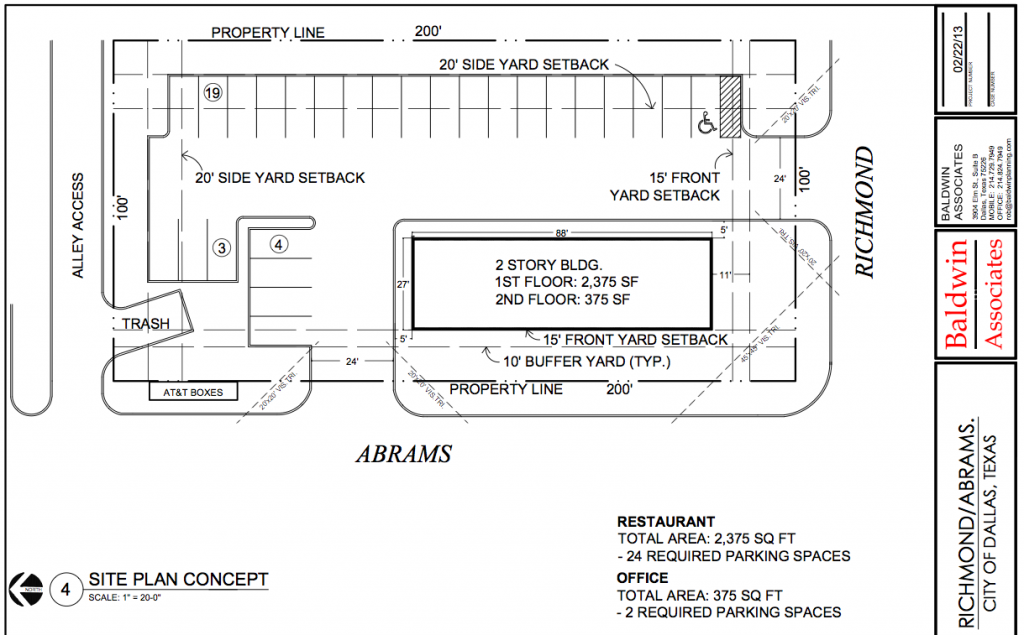 PROPERTY LINE 200'
20' SIDE YARD SETBACK
19
20'X20' VIS.TRI.
20' SIDE YARD SETBACK
15' FRONT
YARD SETBACK
24'
100'
100'
ALLEY ACCESS
RICHMOND
3
4
88'
5'
2 STORY BLDG.
1ST FLOOR: 2,375 SF
2ND FLOOR: 375 SF
27'
11'
20'X20' VIS.TRI.
TRASH
5'
15' FRONT YARD SETBACK
10' BUFFER YARD (TYP.)
24'
45'X45' VIS.TRI.
AT&T BOXES
20'X20' VIS.TRI.
20'X20' VIS.TRI.
PROPERTY LINE 200'
ABRAMS
RESTAURANT
TOTAL AREA: 2,375 SQ FT
- 24 REQUIRED PARKING SPACES
OFFICE
TOTAL AREA: 375 SQ FT
- 2 REQUIRED PARKING SPACES
NORTH
4
SITE PLAN CONCEPT
SCALE: 1" = 20-0"
02/22/13
PROJECT NUMBER
CASE NUMBER
BALDWIN
ASSOCIATES
3904 Elm St., Suite B
Dallas, Texas 75226
MOBILE: 214.729.7949
OFFICE: 214.824.7949
rob@baldwinplanning.com
Baldwin
Associates
RICHMOND/ABRAMS.
CITY OF DALLAS, TEXAS